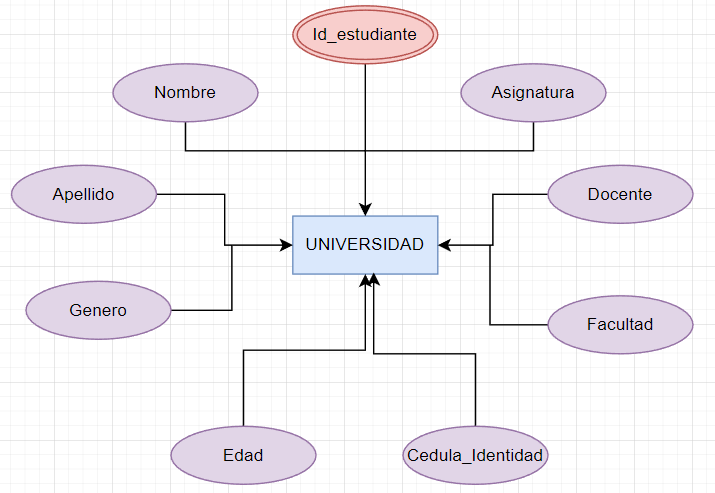 Id_estudiante
Nombre
Asignatura
Apellido
Docente
UNIVERSIDAD
Genero
Facultad
Edad
Cedula_Identidad